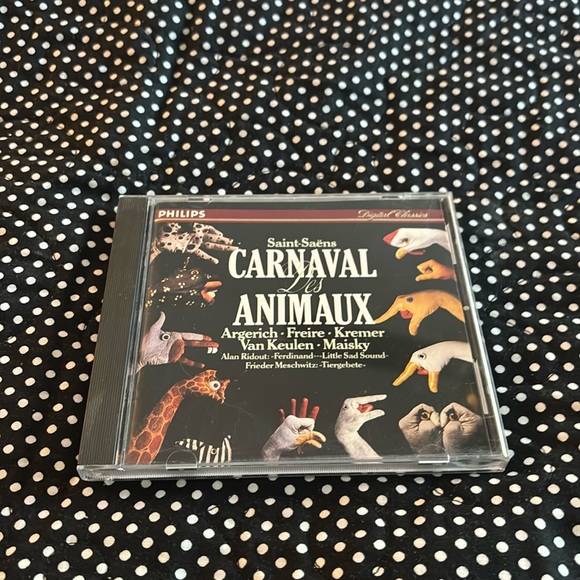 PHILIPS
Digital Classics
Saint-Saëns
CARNAVAL
Des
ANIMAUX
Argerich · Freire · Kremer
Van Keulen · Maisky
Alan Ridout: »Ferdinand«·»Little Sad Sound«
Frieder Meschwitz: »Tiergebete«